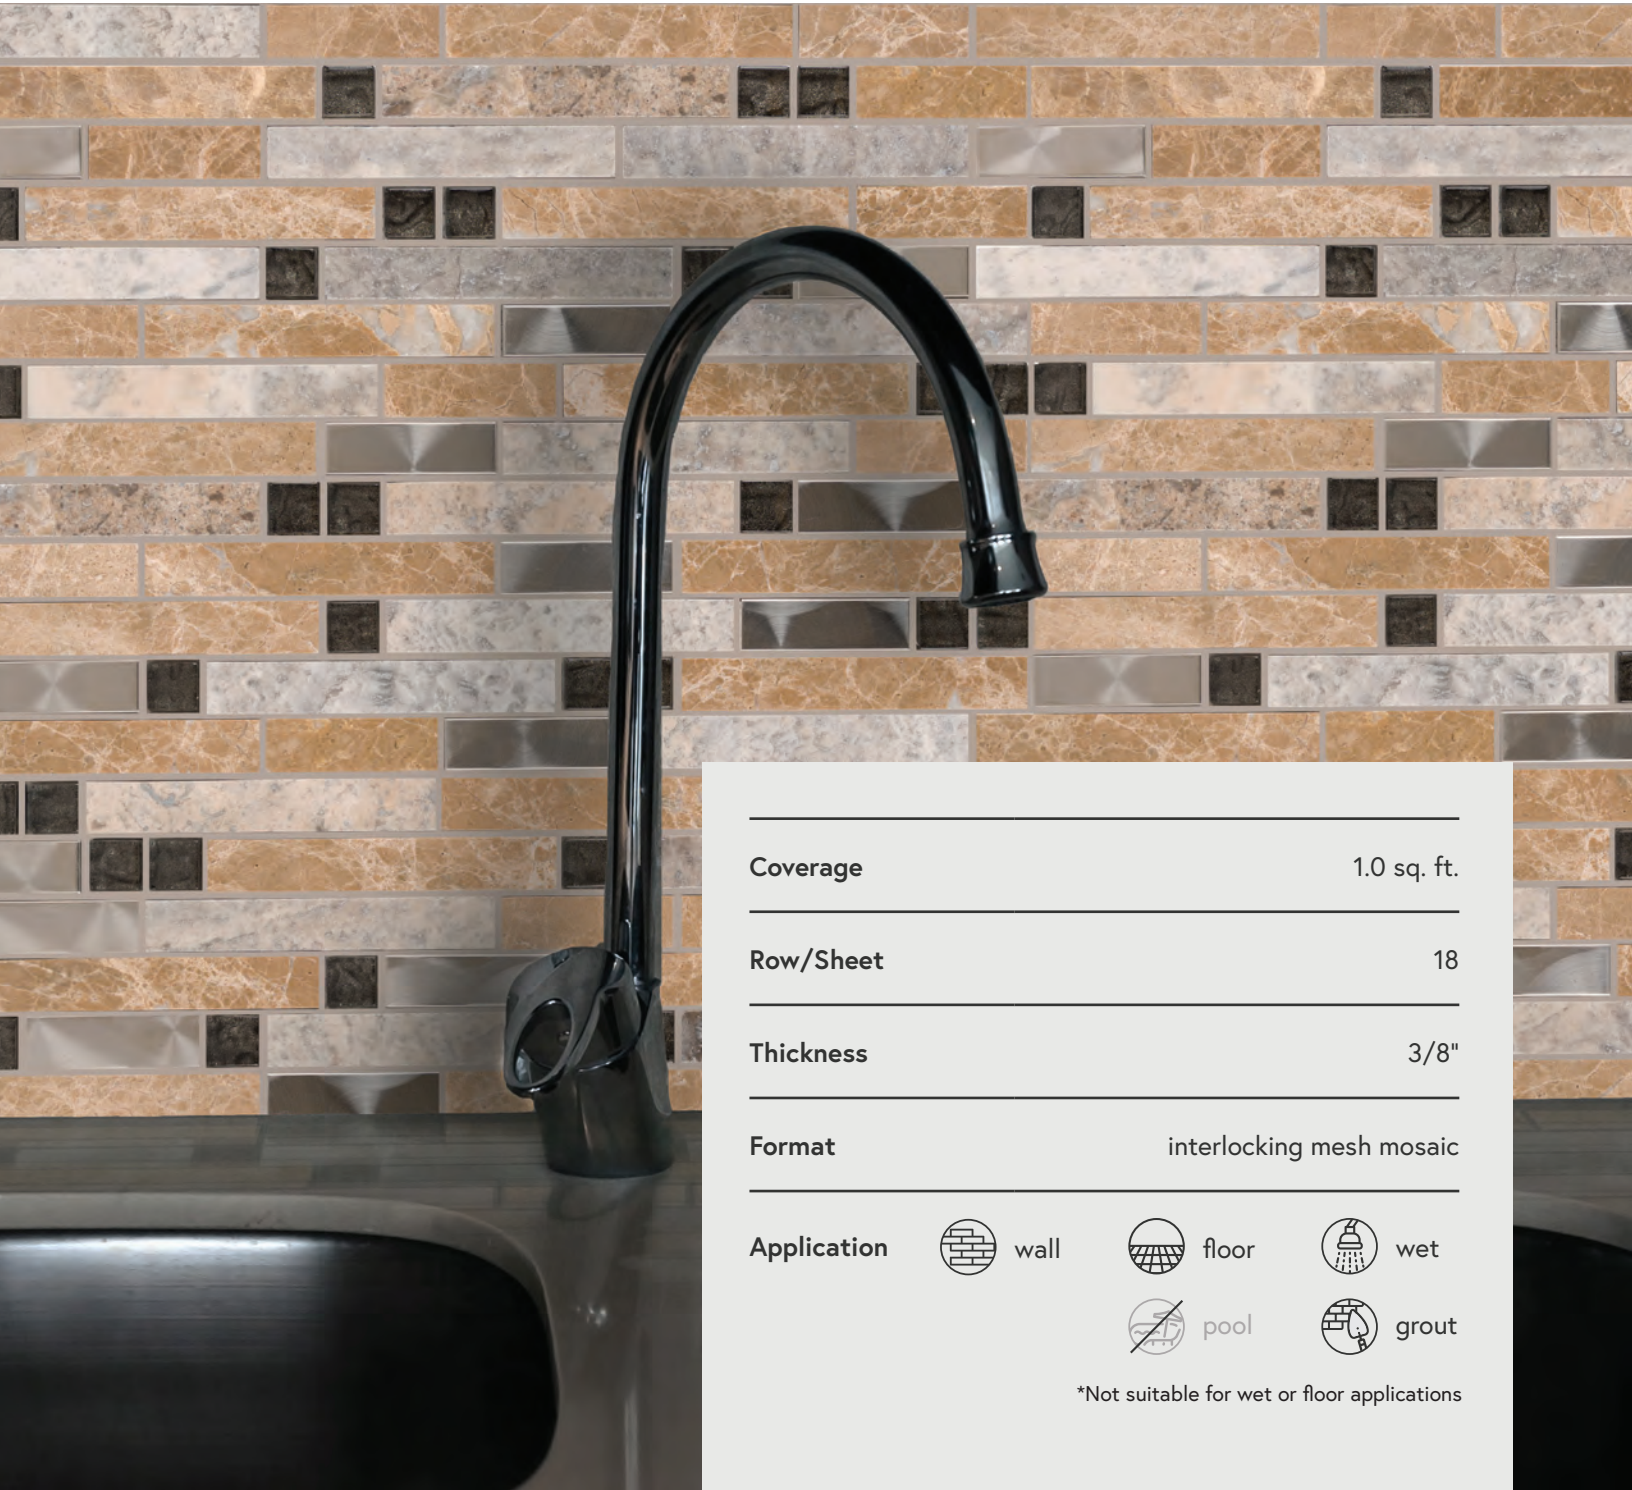 Coverage 1.0 sq. ft.
Row/Sheet 18
Thickness 3/8"
Format interlocking mesh mosaic
Application wall floor wet
pool grout
*Not suitable for wet or floor applications